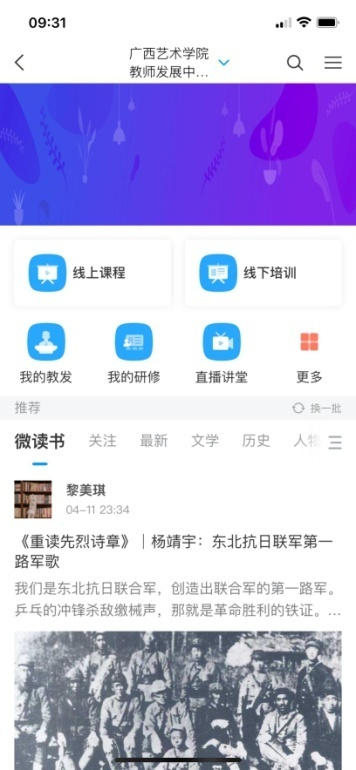 09:31
广西艺术学院
教师发展中...
线上课程
线下培训
我的教发
我的研修
直播讲堂
更多
推荐
换一批
微读书
关注
最新
文学
历史
人物
黎美琪
04-11 23:34
《重读先烈诗章》｜杨靖宇：东北抗日联军第一
路军歌
我们是东北抗日联合军，创造出联合军的第一路军。
乒乓的冲锋杀敌缴械声，那就是革命胜利的铁证。...